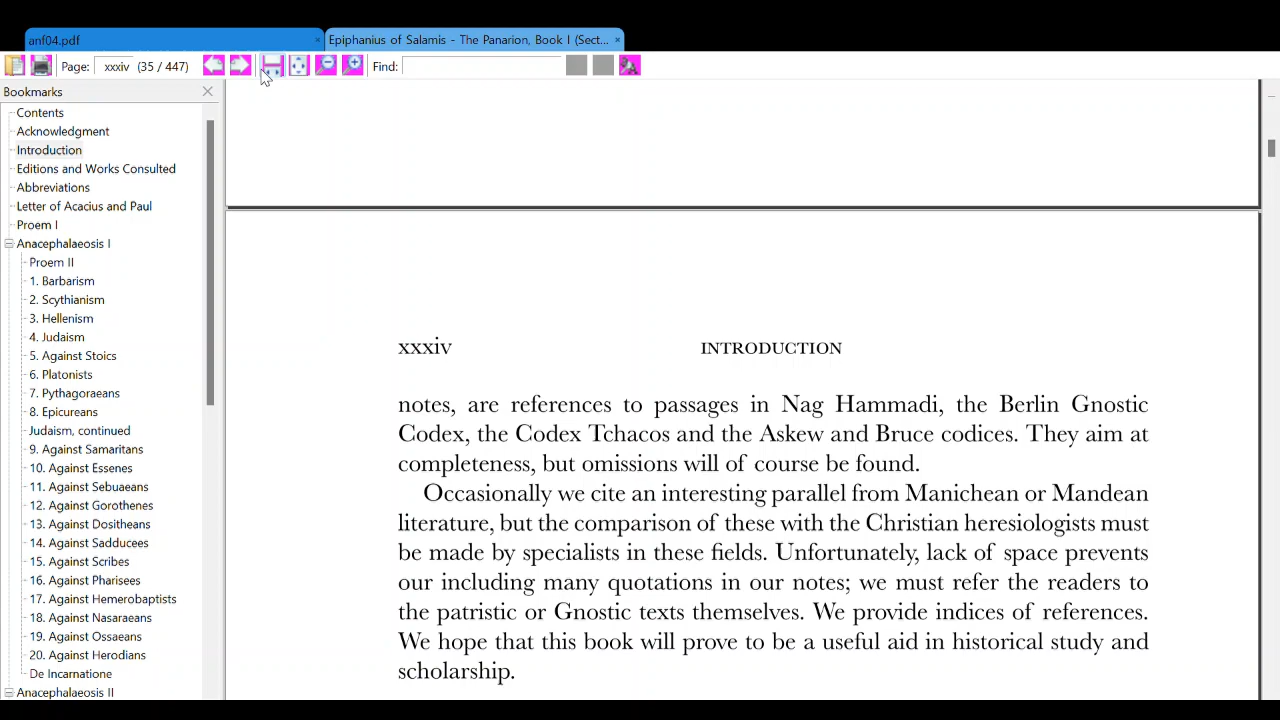 anf04.pdf
Epiphanius of Salamis - The Panarion, Book I (Sect...
Page: xxxiv (35 / 447)
Find:
Bookmarks
Contents
Acknowledgment
Introduction
Editions and Works Consulted
Abbreviations
Letter of Acacius and Paul
Proem I
Anacephalaeosis I
Proem II
1. Barbarism
2. Scythianism
3. Hellenism
4. Judaism
5. Against Stoics
6. Platonists
7. Pythagoraeans
8. Epicureans
Judaism, continued
9. Against Samaritans
10. Against Essenes
11. Against Sebuaeans
12. Against Gorothenes
13. Against Dositheans
14. Against Sadducees
15. Against Scribes
16. Against Pharisees
17. Against Hemerobaptists
18. Against Nasaraeans
19. Against Ossaeans
20. Against Herodians
De Incarnatione
Anacephalaeosis II
xxxiv INTRODUCTION
notes, are references to passages in Nag Hammadi, the Berlin Gnostic
Codex, the Codex Tchacos and the Askew and Bruce codices. They aim at
completeness, but omissions will of course be found.
Occasionally we cite an interesting parallel from Manichean or Mandean
literature, but the comparison of these with the Christian heresiologists must
be made by specialists in these fields. Unfortunately, lack of space prevents
our including many quotations in our notes; we must refer the readers to
the patristic or Gnostic texts themselves. We provide indices of references.
We hope that this book will prove to be a useful aid in historical study and
scholarship.